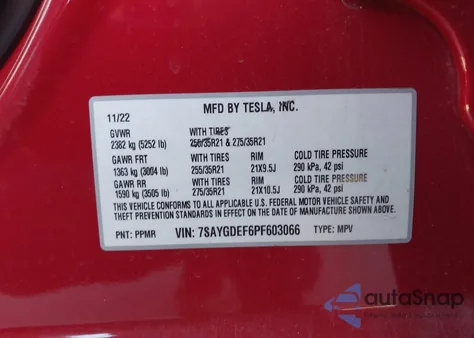 MFD BY TESLA, INC.
11/22
GVWR WITH TIRES
2382 kg (5252 lb) 255/35R21 & 275/35R21
GAWR FRT WITH TIRES RIM COLD TIRE PRESSURE
1363 kg (3004 lb) 255/35R21 21X9.5J 290 kPa, 42 psi
GAWR RR WITH TIRES RIM COLD TIRE PRESSURE
1590 kg (3505 lb) 275/35R21 21X10.5J 290 kPa, 42 psi
THIS VEHICLE CONFORMS TO ALL APPLICABLE U.S. FEDERAL MOTOR VEHICLE SAFETY AND
THEFT PREVENTION STANDARDS IN EFFECT ON THE DATE OF MANUFACTURE SHOWN ABOVE.
PNT: PPMR VIN: 7SAYGDEF6PF603066 TYPE: MPV
autoSnap